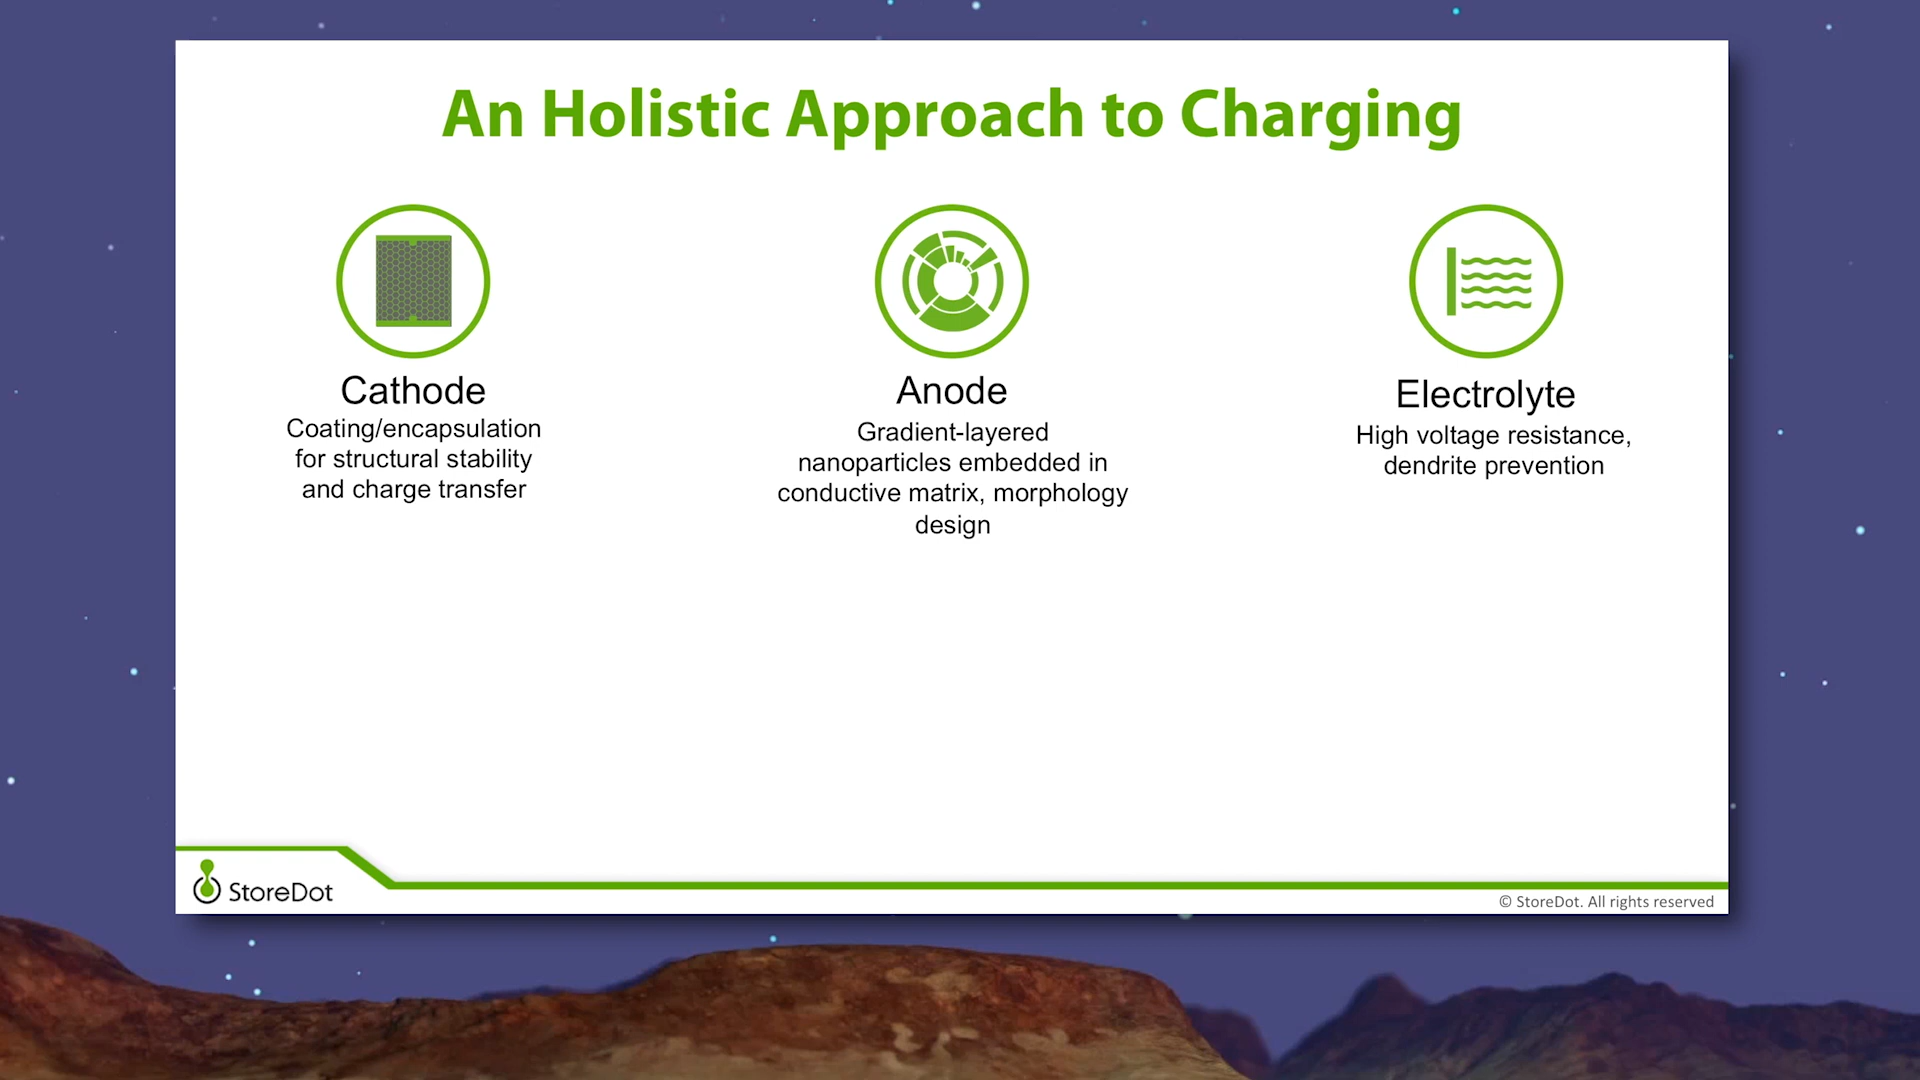 An Holistic Approach to Charging
Cathode
Coating/encapsulation
for structural stability
and charge transfer
Anode
Gradient-layered
nanoparticles embedded in
conductive matrix, morphology
design
Electrolyte
High voltage resistance,
dendrite prevention
StoreDot
© StoreDot. All rights reserved